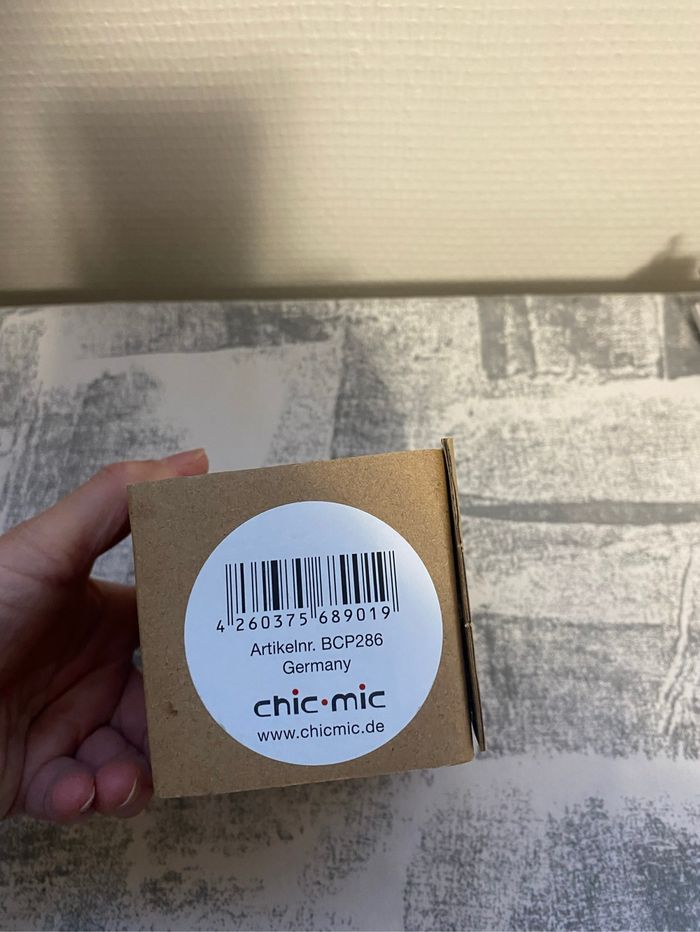 4 260375 689019
Artikelnr. BCP286
Germany
chic·mic
www.chicmic.de